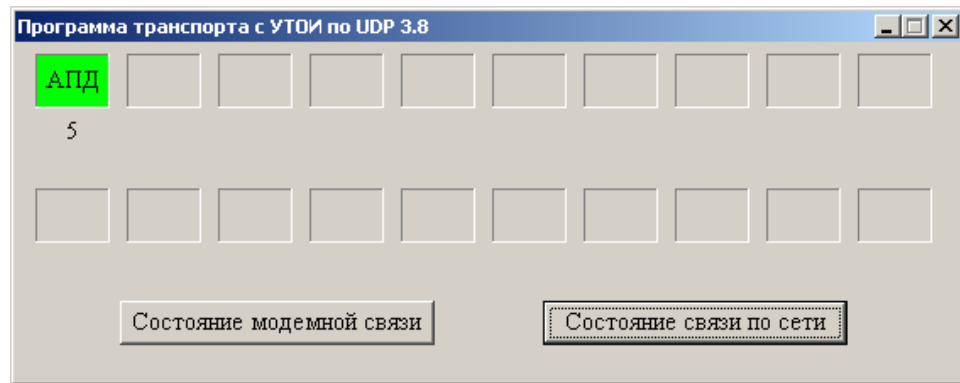 Программа транспорта с УТОИ по UDP 3.8
АПД
5
Состояние модемной связи
Состояние связи по сети